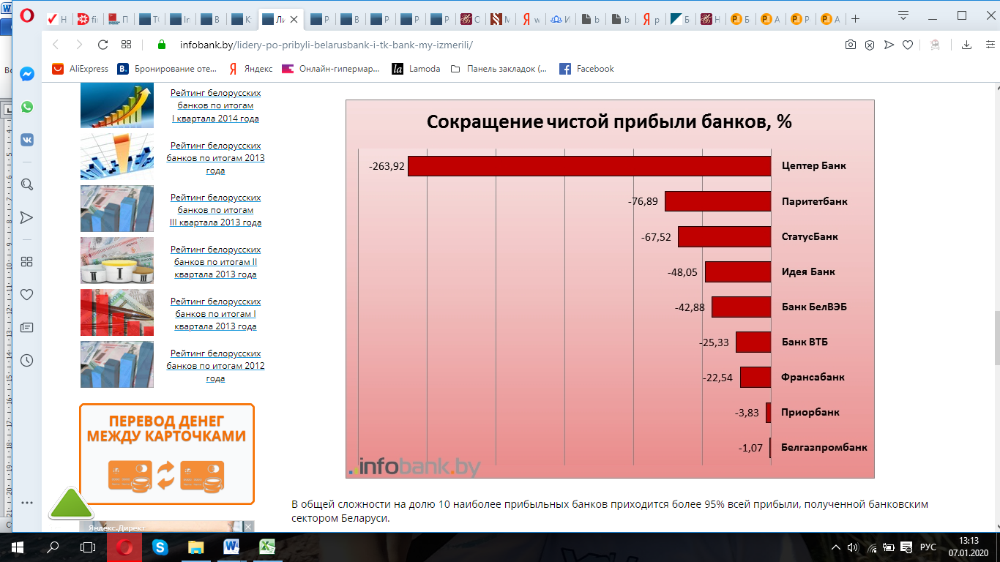 infobank.by/lidery-po-pribyli-belarusbank-i-tk-bank-my-izmerili/
AliExpress
Бронирование оте...
Яндекс
Онлайн-гипермар...
Lamoda
Панель закладок (...
Facebook
Рейтинг белорусских
банков по итогам
I квартала 2014 года
Рейтинг белорусских
банков по итогам 2013
года
Рейтинг белорусских
банков по итогам
III квартала 2013 года
Рейтинг белорусских
банков по итогам II
квартала 2013 года
Рейтинг белорусских
банков по итогам I
квартала 2013 года
Рейтинг белорусских
банков по итогам 2012
года
ПЕРЕВОД ДЕНЕГ
МЕЖДУ КАРТОЧКАМИ
Яндекс.Директ
Сокращение чистой прибыли банков, %
-263,92 Цептер Банк
-76,89 Паритетбанк
-67,52 СтатусБанк
-48,05 Идея Банк
-42,88 Банк БелВЭБ
-25,33 Банк ВТБ
-22,54 Франсабанк
-3,83 Приорбанк
-1,07 Белгазпромбанк
infobank.by
В общей сложности на долю 10 наиболее прибыльных банков приходится более 95% всей прибыли, полученной банковским
сектором Беларуси.
РУС
13:13
07.01.2020